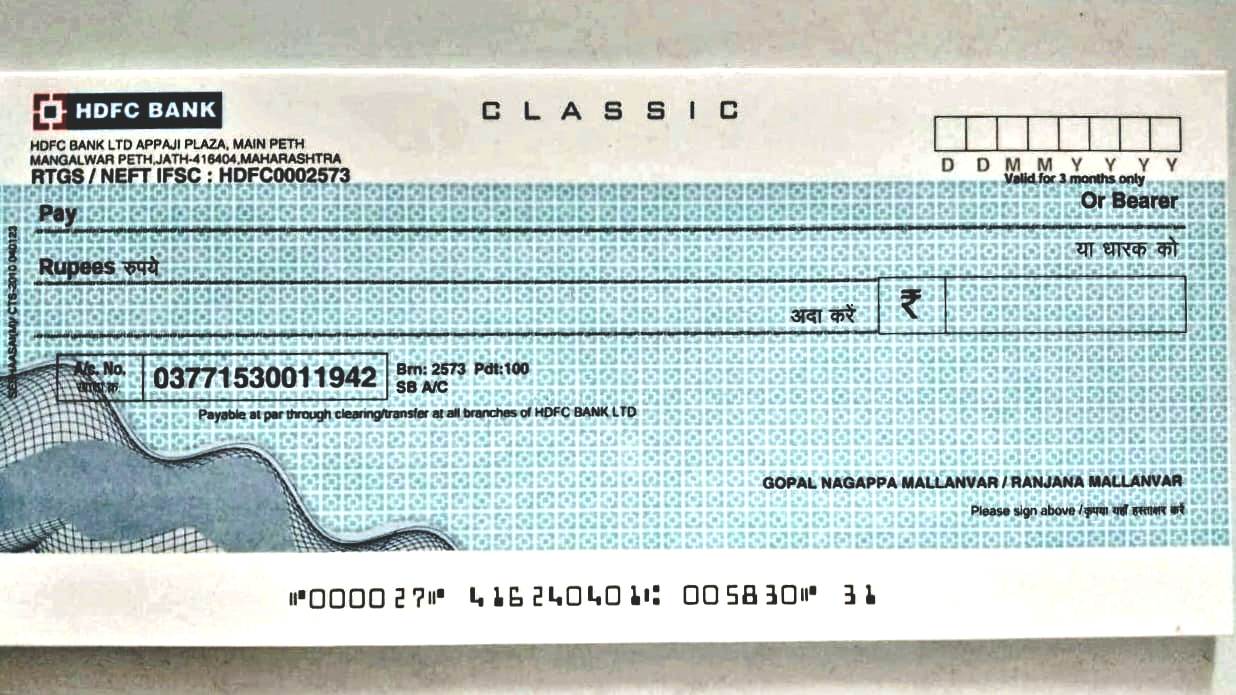 HDFC BANK
CLASSIC
HDFC BANK LTD APPAJI PLAZA, MAIN PETH
MANGALWAR PETH,JATH-416404,MAHARASHTRA
RTGS / NEFT IFSC : HDFC0002573
D D M M Y Y Y Y
Valid for 3 months only
Pay
Or Bearer
या धारक को
Rupees रुपये
अदा करें ₹
A/c. No.
03771530011942
Brn: 2573 Pdt:100
SB A/C
Payable at par through clearing/transfer at all branches of HDFC BANK LTD
GOPAL NAGAPPA MALLANVAR / RANJANA MALLANVAR
Please sign above / कृपया यहाँ हस्ताक्षर करें
⑈000027⑈ 416240401⑆ 005830⑈ 31